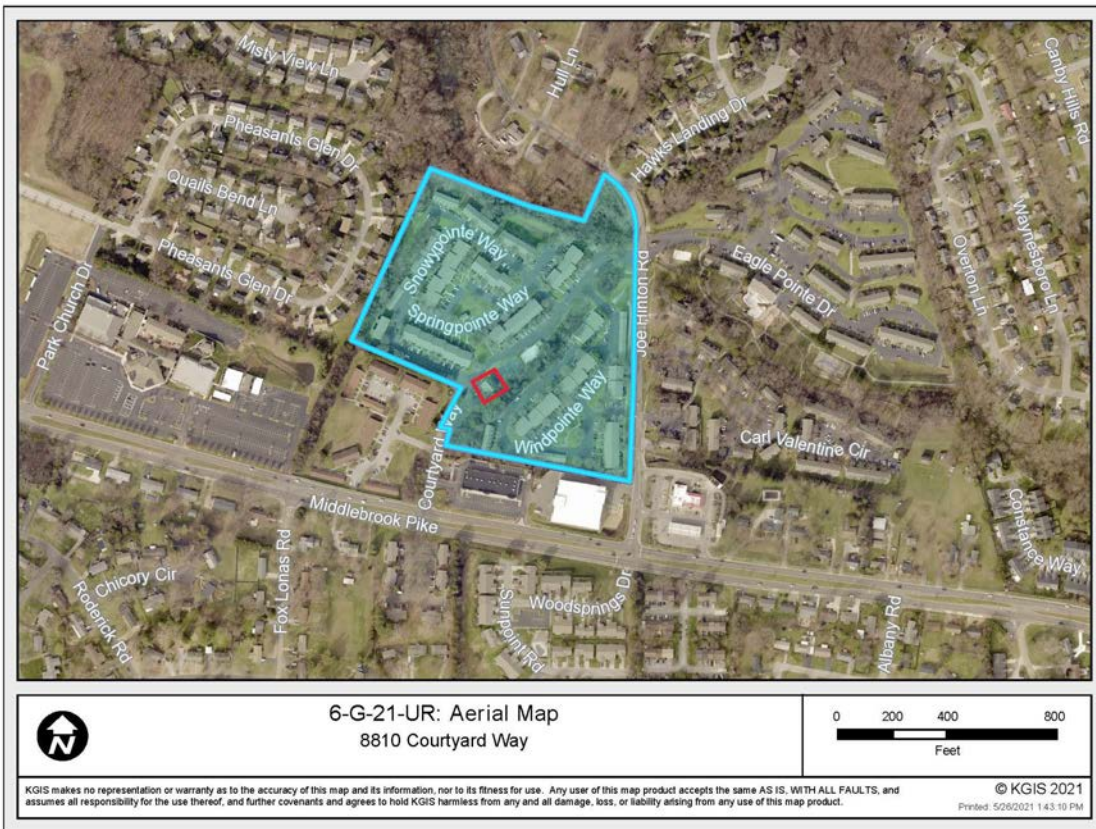 Misty View Ln
Hull Ln
Canby Hills Rd
Pheasants Glen Dr
Hawks Landing Dr
Quails Bend Ln
Waynesboro Ln
Overton Ln
Snowypointe Way
Pheasants Glen Dr
Eagle Pointe Dr
Springpointe Way
Joe Hinton Rd
Park Church Dr
Windpointe Way
Courtyard Way
Carl Valentine Cir
Middlebrook Pike
Constance Way
Chicory Cir
Roderick Rd
Fox Lonas Rd
Sunpoint Rd
Woodsprings Dr
Albany Rd
N
6-G-21-UR: Aerial Map
8810 Courtyard Way
0 200 400 800
Feet
KGIS makes no representation or warranty as to the accuracy of this map and its information, nor to its fitness for use. Any user of this map product accepts the same AS IS, WITH ALL FAULTS, and
assumes all responsibility for the use thereof, and further covenants and agrees to hold KGIS harmless from any and all damage, loss, or liability arising from any use of this map product.
© KGIS 2021
Printed: 5/26/2021 1:43:10 PM